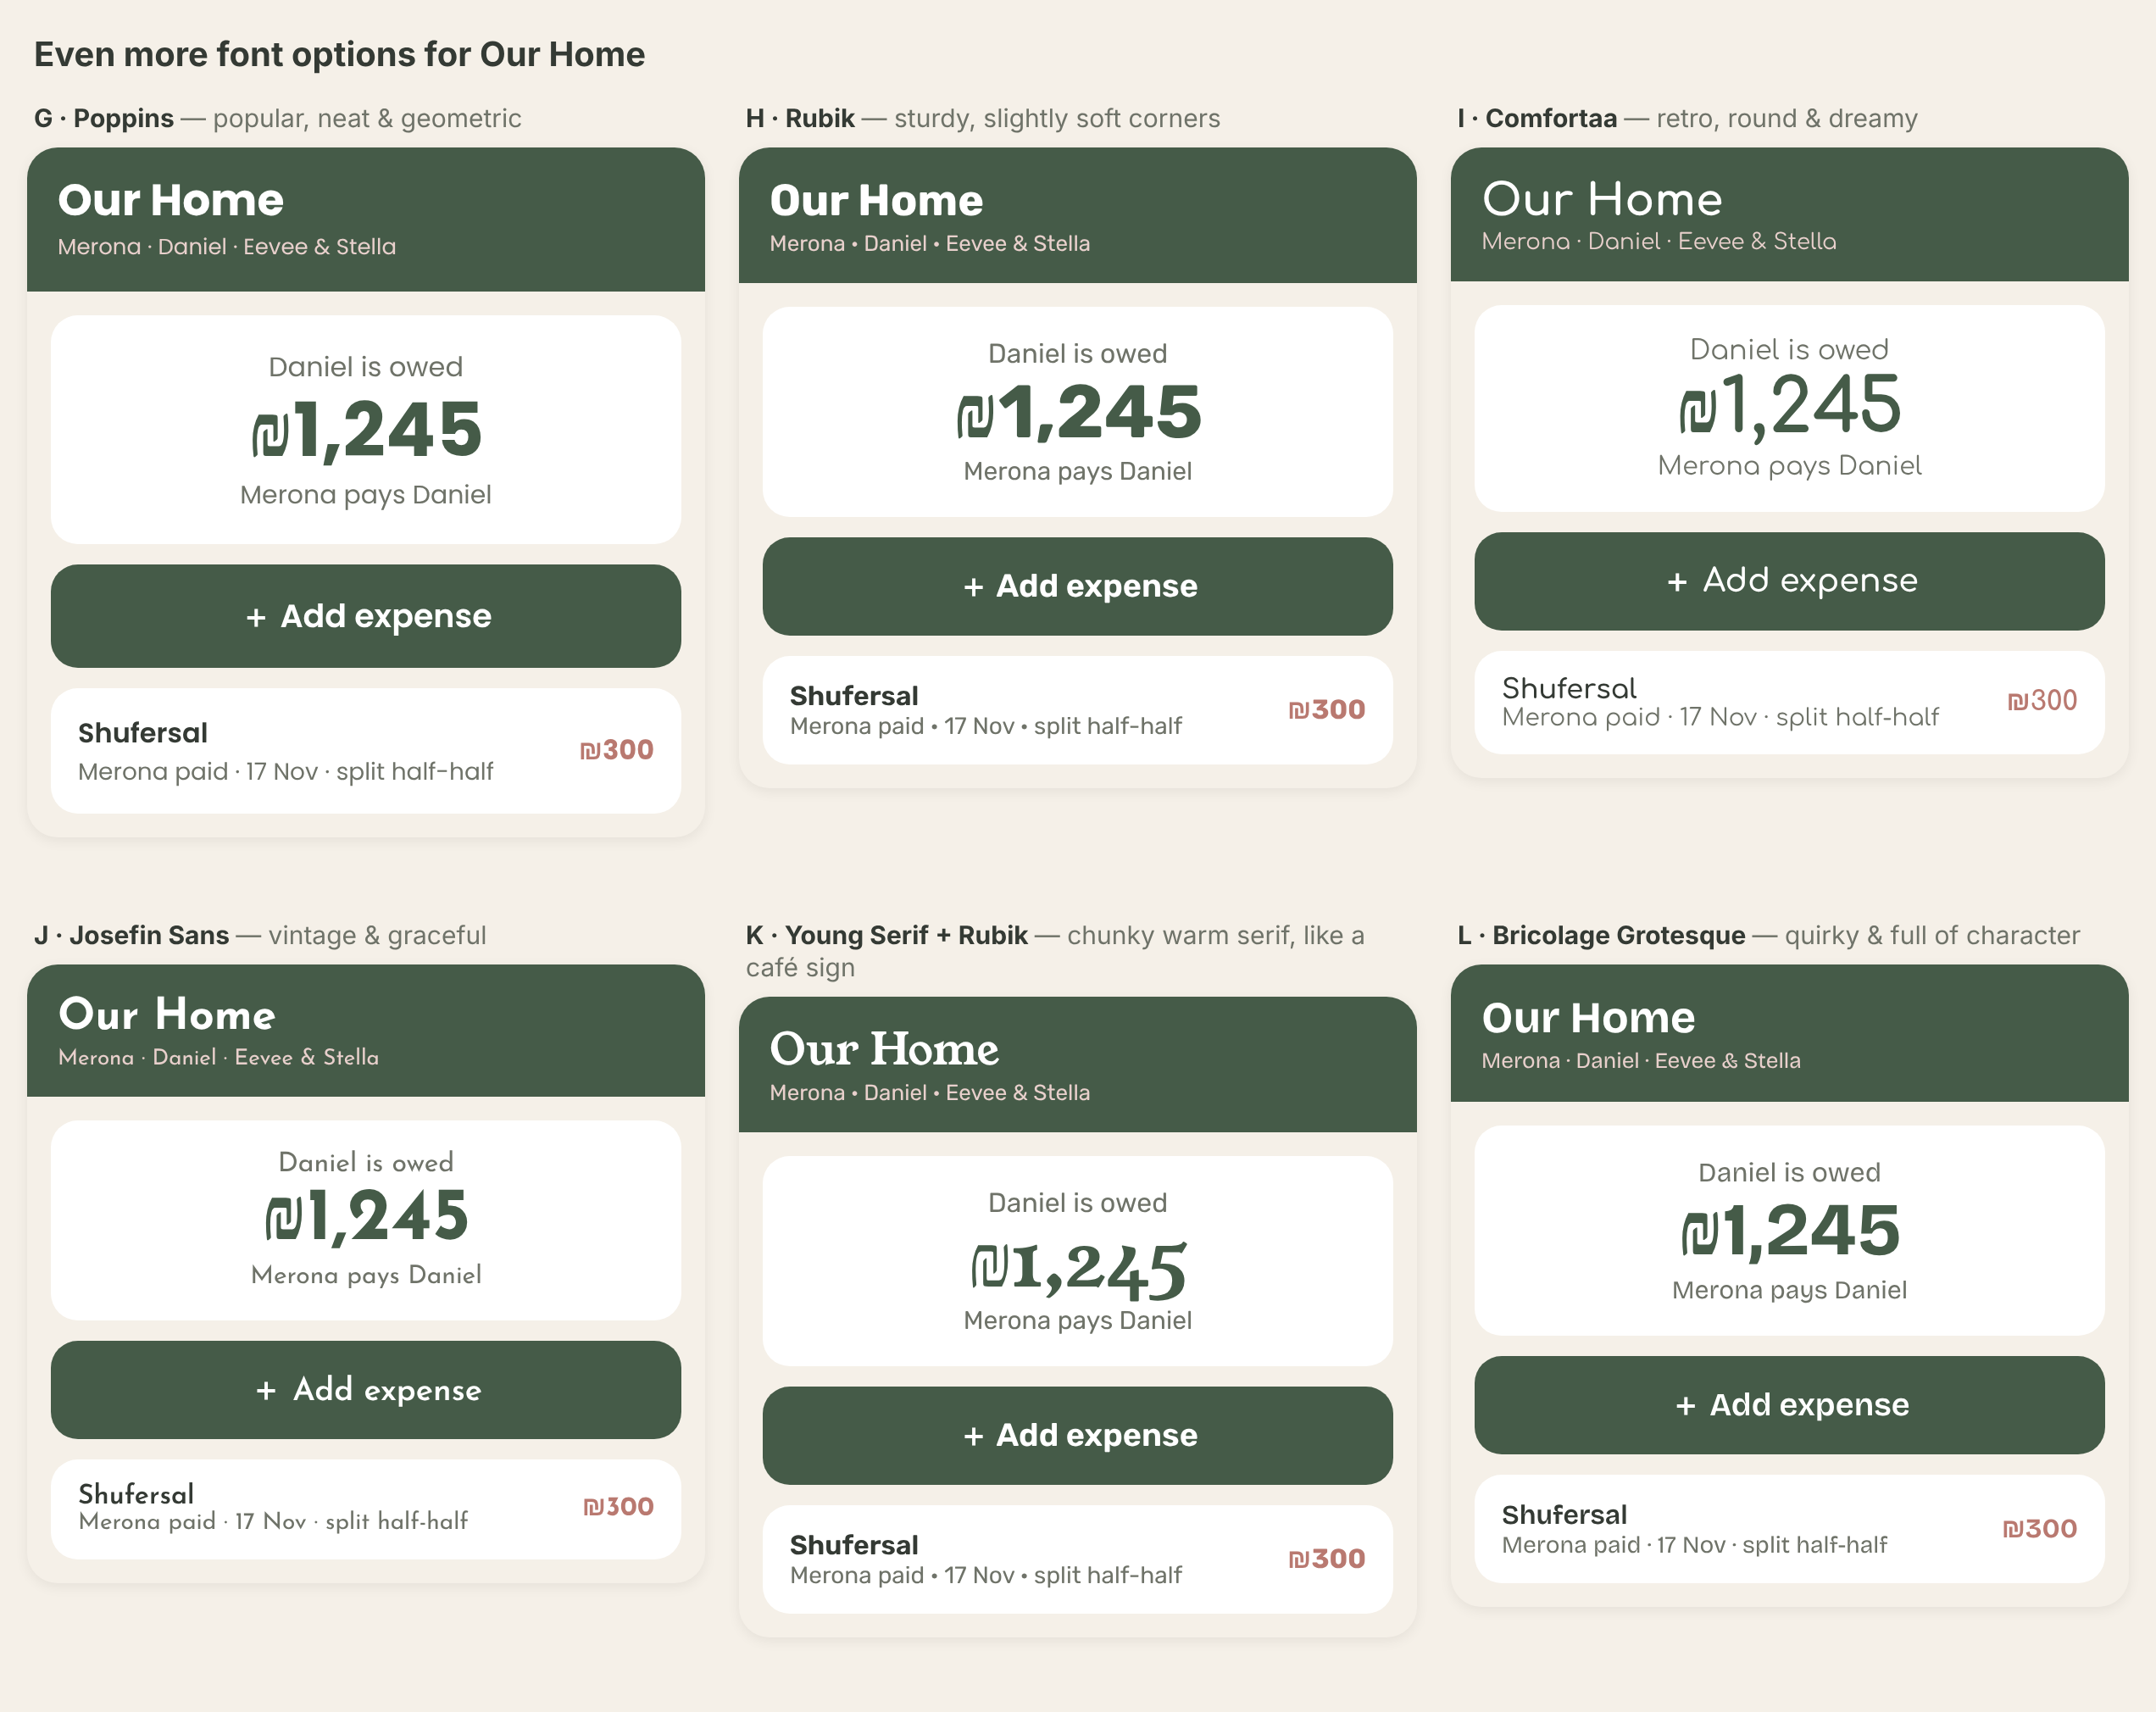 Even more font options for Our Home
G · Poppins — popular, neat & geometric
Our Home
Merona · Daniel · Eevee & Stella
Daniel is owed
₪1,245
Merona pays Daniel
+ Add expense
Shufersal
₪300
Merona paid · 17 Nov · split half-half
H · Rubik — sturdy, slightly soft corners
Our Home
Merona • Daniel • Eevee & Stella
Daniel is owed
₪1,245
Merona pays Daniel
+ Add expense
Shufersal
₪300
Merona paid • 17 Nov • split half-half
I · Comfortaa — retro, round & dreamy
Our Home
Merona · Daniel · Eevee & Stella
Daniel is owed
₪1,245
Merona pays Daniel
+ Add expense
Shufersal
₪300
Merona paid · 17 Nov · split half-half
J · Josefin Sans — vintage & graceful
Our Home
Merona · Daniel · Eevee & Stella
Daniel is owed
₪1,245
Merona pays Daniel
+ Add expense
Shufersal
₪300
Merona paid · 17 Nov · split half-half
K · Young Serif + Rubik — chunky warm serif, like a
café sign
Our Home
Merona • Daniel • Eevee & Stella
Daniel is owed
₪1,245
Merona pays Daniel
+ Add expense
Shufersal
₪300
Merona paid • 17 Nov • split half-half
L · Bricolage Grotesque — quirky & full of character
Our Home
Merona · Daniel · Eevee & Stella
Daniel is owed
₪1,245
Merona pays Daniel
+ Add expense
Shufersal
₪300
Merona paid · 17 Nov · split half-half